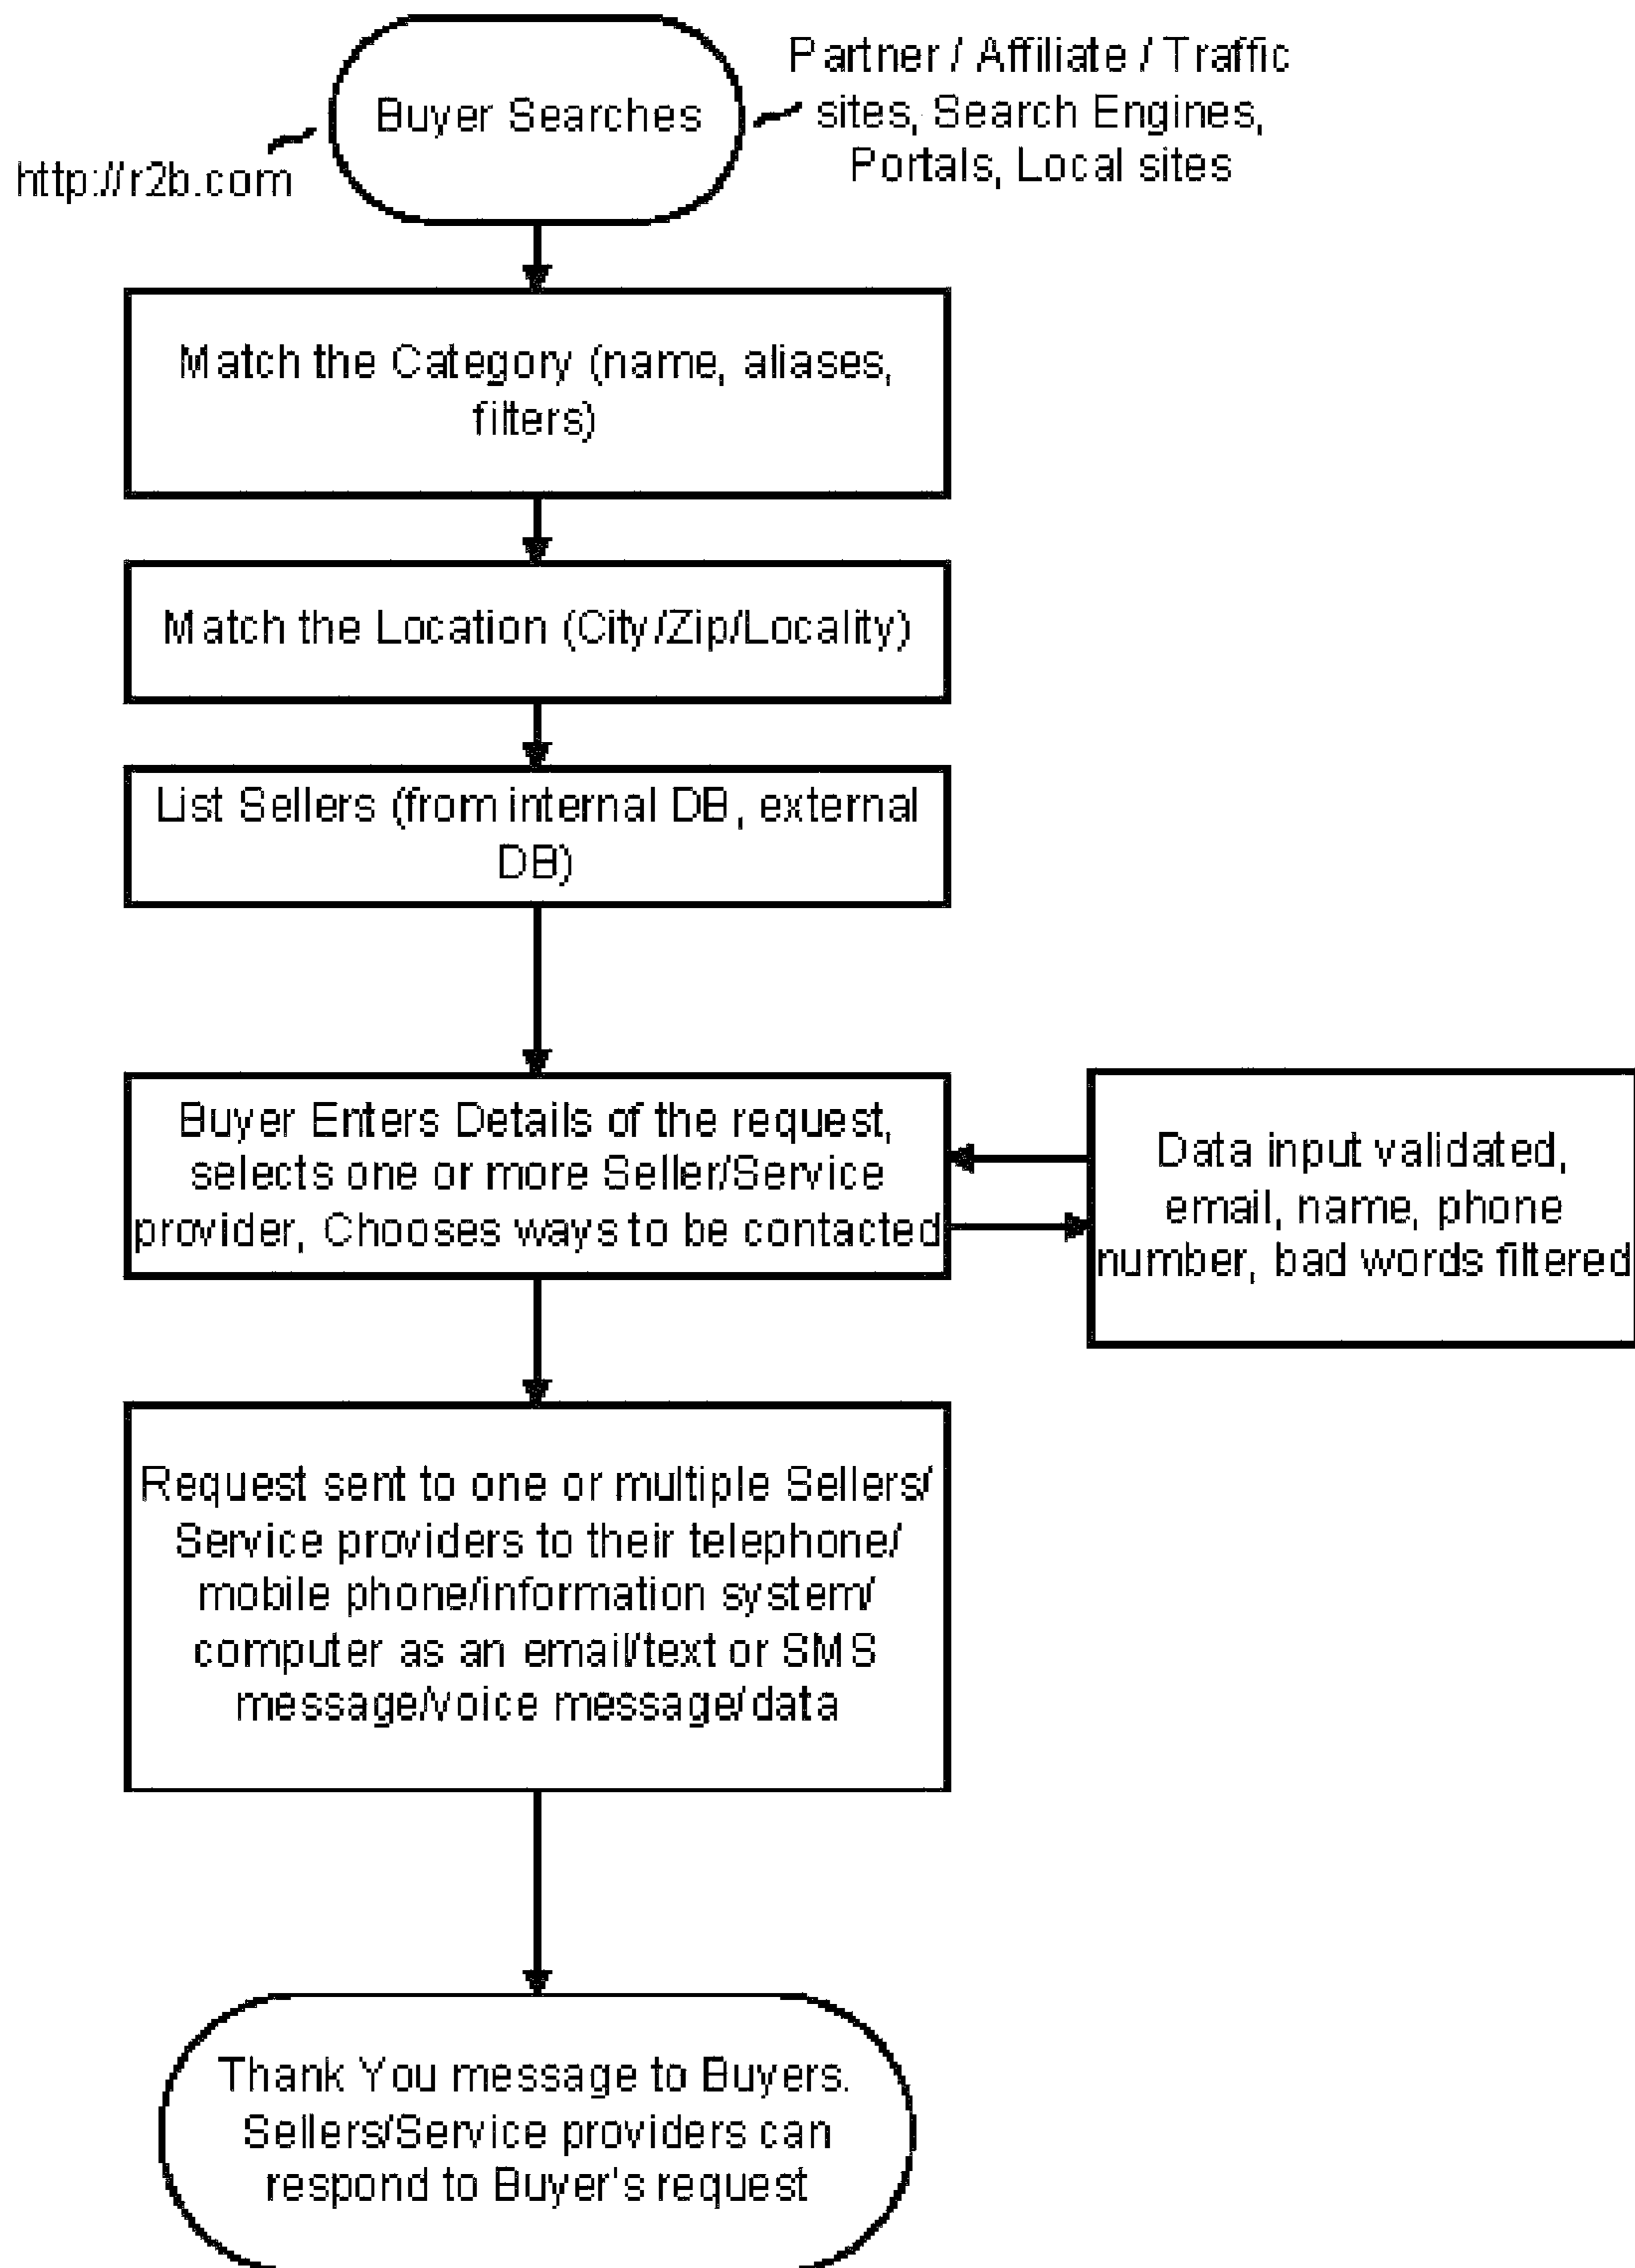 Buyer Searches
Partner / Affiliate / Traffic
sites, Search Engines,
Portals, Local sites
http://r2b.com
Match the Category (name, aliases,
filters)
Match the Location (City/Zip/Locality)
List Sellers (from internal DB, external
DB)
Buyer Enters Details of the request,
selects one or more Seller/Service
provider, Chooses ways to be contacted
Data input validated,
email, name, phone
number, bad words filtered
Request sent to one or multiple Sellers/
Service providers to their telephone/
mobile phone/information system/
computer as an email/text or SMS
message/voice message/data
Thank You message to Buyers.
Sellers/Service providers can
respond to Buyer's request